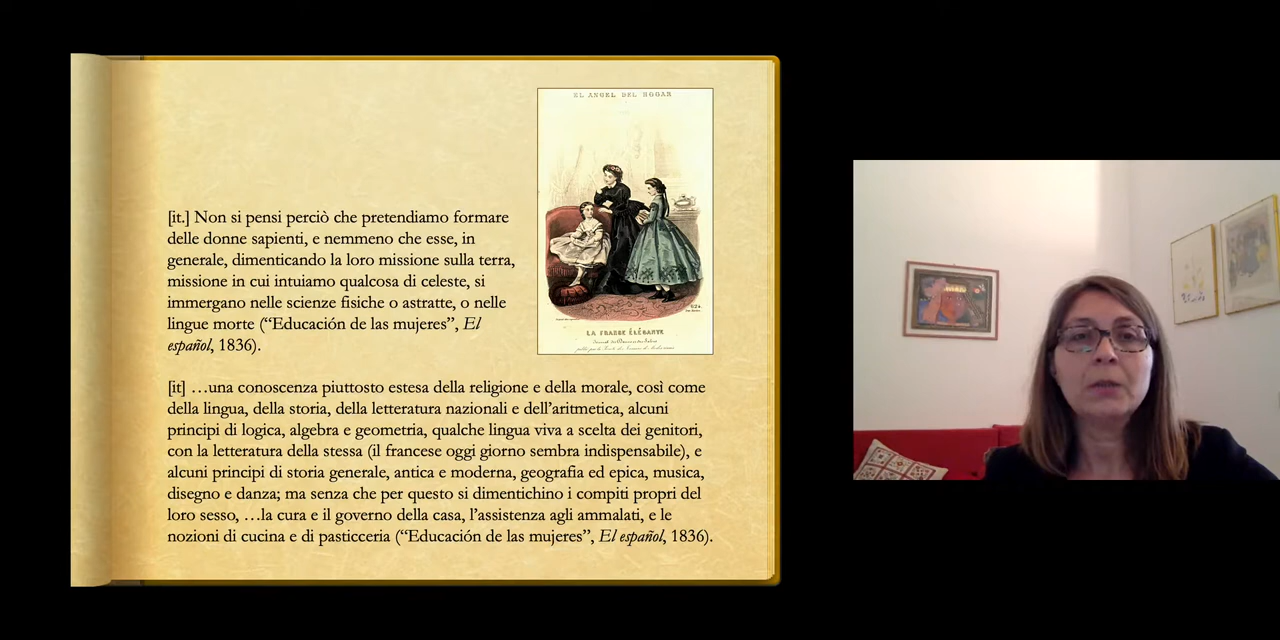 EL ANGEL DEL HOGAR
LA FRANCE ÉLÉGANTE
[it.] Non si pensi perciò che pretendiamo formare
delle donne sapienti, e nemmeno che esse, in
generale, dimenticando la loro missione sulla terra,
missione in cui intuiamo qualcosa di celeste, si
immergano nelle scienze fisiche o astratte, o nelle
lingue morte (“Educación de las mujeres”, El
español, 1836).
[it] …una conoscenza piuttosto estesa della religione e della morale, così come
della lingua, della storia, della letteratura nazionali e dell’aritmetica, alcuni
principi di logica, algebra e geometria, qualche lingua viva a scelta dei genitori,
con la letteratura della stessa (il francese oggi giorno sembra indispensabile), e
alcuni principi di storia generale, antica e moderna, geografia ed epica, musica,
disegno e danza; ma senza che per questo si dimentichino i compiti propri del
loro sesso, …la cura e il governo della casa, l’assistenza agli ammalati, e le
nozioni di cucina e di pasticceria (“Educación de las mujeres”, El español, 1836).